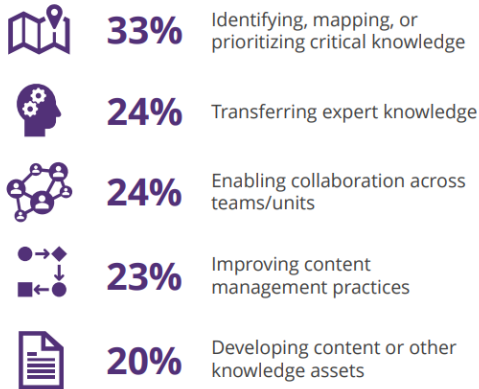 33%
Identifying, mapping, or
prioritizing critical knowledge
24%
Transferring expert knowledge
24%
Enabling collaboration across
teams/units
23%
Improving content
management practices
20%
Developing content or other
knowledge assets